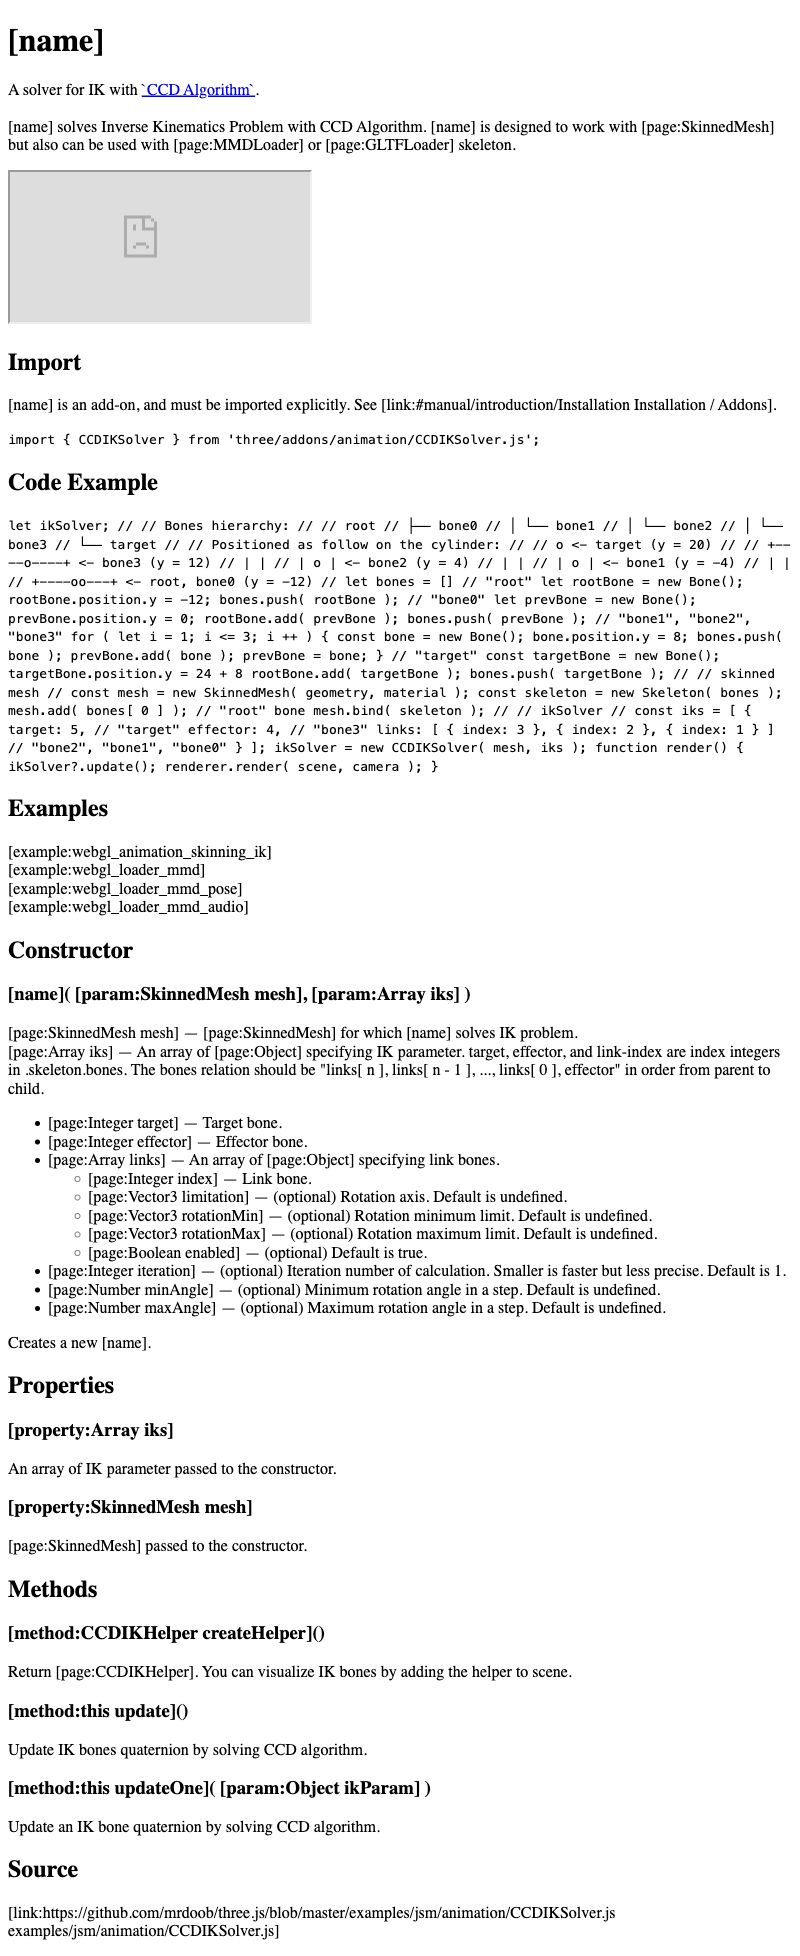 [name]
A solver for IK with `CCD Algorithm`.
[name] solves Inverse Kinematics Problem with CCD Algorithm. [name] is designed to work with [page:SkinnedMesh]
but also can be used with [page:MMDLoader] or [page:GLTFLoader] skeleton.
Import
[name] is an add-on, and must be imported explicitly. See [link:#manual/introduction/Installation Installation / Addons].
import { CCDIKSolver } from 'three/addons/animation/CCDIKSolver.js';
Code Example
let ikSolver; // // Bones hierarchy: // // root // ├── bone0 // │ └── bone1 // │ └── bone2 // │ └──
bone3 // └── target // // Positioned as follow on the cylinder: // // o <- target (y = 20) // // +--
--o----+ <- bone3 (y = 12) // | | // | o | <- bone2 (y = 4) // | | // | o | <- bone1 (y = -4) // | |
// +----oo---+ <- root, bone0 (y = -12) // let bones = [] // "root" let rootBone = new Bone();
rootBone.position.y = -12; bones.push( rootBone ); // "bone0" let prevBone = new Bone();
prevBone.position.y = 0; rootBone.add( prevBone ); bones.push( prevBone ); // "bone1", "bone2",
"bone3" for ( let i = 1; i <= 3; i ++ ) { const bone = new Bone(); bone.position.y = 8; bones.push(
bone ); prevBone.add( bone ); prevBone = bone; } // "target" const targetBone = new Bone();
targetBone.position.y = 24 + 8 rootBone.add( targetBone ); bones.push( targetBone ); // // skinned
mesh // const mesh = new SkinnedMesh( geometry, material ); const skeleton = new Skeleton( bones );
mesh.add( bones[ 0 ] ); // "root" bone mesh.bind( skeleton ); // // ikSolver // const iks = [ {
target: 5, // "target" effector: 4, // "bone3" links: [ { index: 3 }, { index: 2 }, { index: 1 } ]
// "bone2", "bone1", "bone0" } ]; ikSolver = new CCDIKSolver( mesh, iks ); function render() {
ikSolver?.update(); renderer.render( scene, camera ); }
Examples
[example:webgl_animation_skinning_ik]
[example:webgl_loader_mmd]
[example:webgl_loader_mmd_pose]
[example:webgl_loader_mmd_audio]
Constructor
[name]( [param:SkinnedMesh mesh], [param:Array iks] )
[page:SkinnedMesh mesh] — [page:SkinnedMesh] for which [name] solves IK problem.
[page:Array iks] — An array of [page:Object] specifying IK parameter. target, effector, and link-index are index integers
in .skeleton.bones. The bones relation should be "links[ n ], links[ n - 1 ], ..., links[ 0 ], effector" in order from parent to
child.
• [page:Integer target] — Target bone.
• [page:Integer effector] — Effector bone.
• [page:Array links] — An array of [page:Object] specifying link bones.
◦ [page:Integer index] — Link bone.
◦ [page:Vector3 limitation] — (optional) Rotation axis. Default is undefined.
◦ [page:Vector3 rotationMin] — (optional) Rotation minimum limit. Default is undefined.
◦ [page:Vector3 rotationMax] — (optional) Rotation maximum limit. Default is undefined.
◦ [page:Boolean enabled] — (optional) Default is true.
• [page:Integer iteration] — (optional) Iteration number of calculation. Smaller is faster but less precise. Default is 1.
• [page:Number minAngle] — (optional) Minimum rotation angle in a step. Default is undefined.
• [page:Number maxAngle] — (optional) Maximum rotation angle in a step. Default is undefined.
Creates a new [name].
Properties
[property:Array iks]
An array of IK parameter passed to the constructor.
[property:SkinnedMesh mesh]
[page:SkinnedMesh] passed to the constructor.
Methods
[method:CCDIKHelper createHelper]()
Return [page:CCDIKHelper]. You can visualize IK bones by adding the helper to scene.
[method:this update]()
Update IK bones quaternion by solving CCD algorithm.
[method:this updateOne]( [param:Object ikParam] )
Update an IK bone quaternion by solving CCD algorithm.
Source
[link:https://github.com/mrdoob/three.js/blob/master/examples/jsm/animation/CCDIKSolver.js
examples/jsm/animation/CCDIKSolver.js]